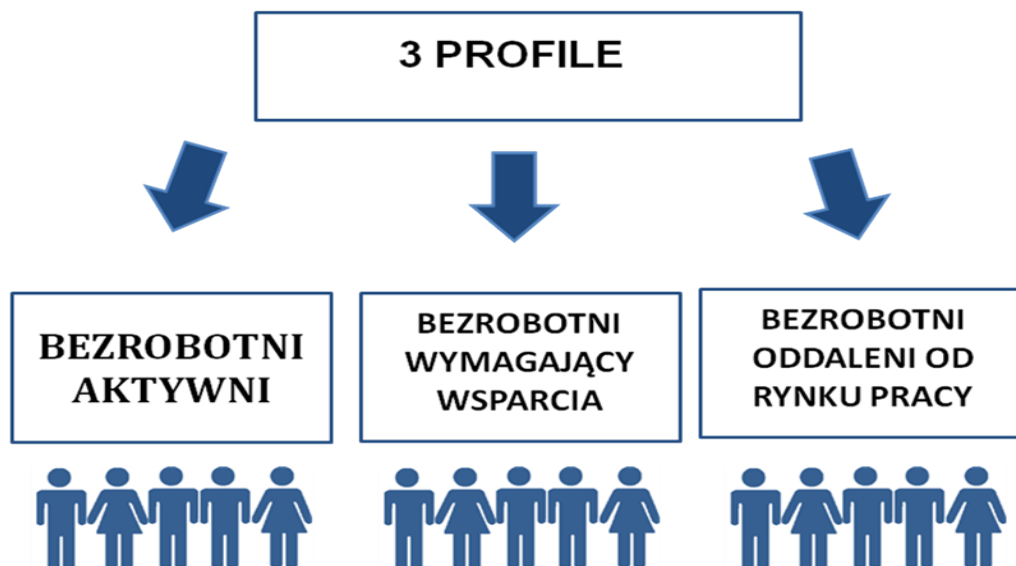 3 PROFILE
BEZROBOTNI
AKTYWNI
BEZROBOTNI
WYMAGAJĄCY
WSPARCIA
BEZROBOTNI
ODDALENI OD
RYNKU PRACY